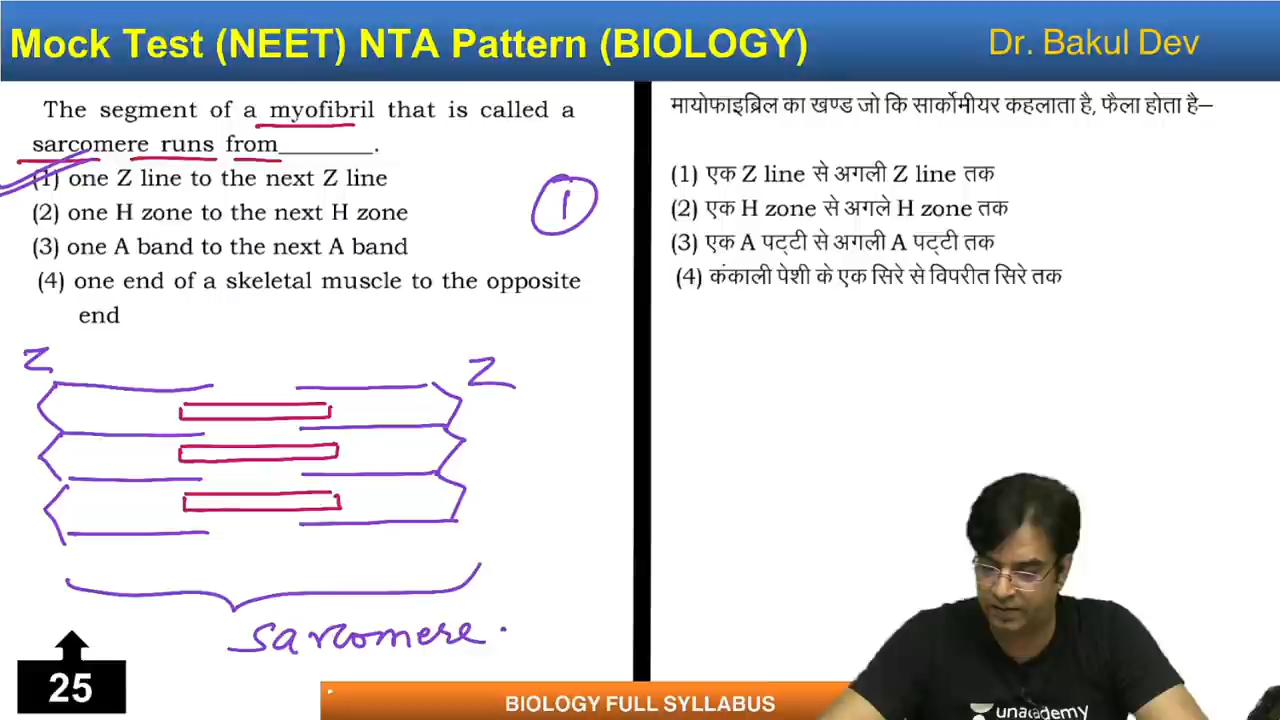 Mock Test (NEET) NTA Pattern (BIOLOGY)
Dr. Bakul Dev
The segment of a myofibril that is called a
sarcomere runs from________.
(1) one Z line to the next Z line
(2) one H zone to the next H zone
(3) one A band to the next A band
(4) one end of a skeletal muscle to the opposite
end
1
Z
Z
sarcomere.
25
मायोफाइब्रिल का खण्ड जो कि सार्कोमीयर कहलाता है, फैला होता है–
(1) एक Z line से अगली Z line तक
(2) एक H zone से अगले H zone तक
(3) एक A पट्टी से अगली A पट्टी तक
(4) कंकाली पेशी के एक सिरे से विपरीत सिरे तक
BIOLOGY FULL SYLLABUS
unacademy